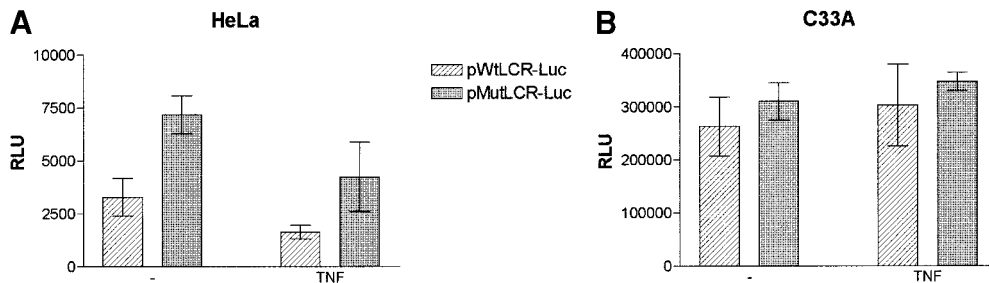 A
HeLa
10000
7500
5000
2500
0
RLU
-
TNF
pWtLCR-Luc
pMutLCR-Luc
B
C33A
400000
300000
200000
100000
0
RLU
-
TNF